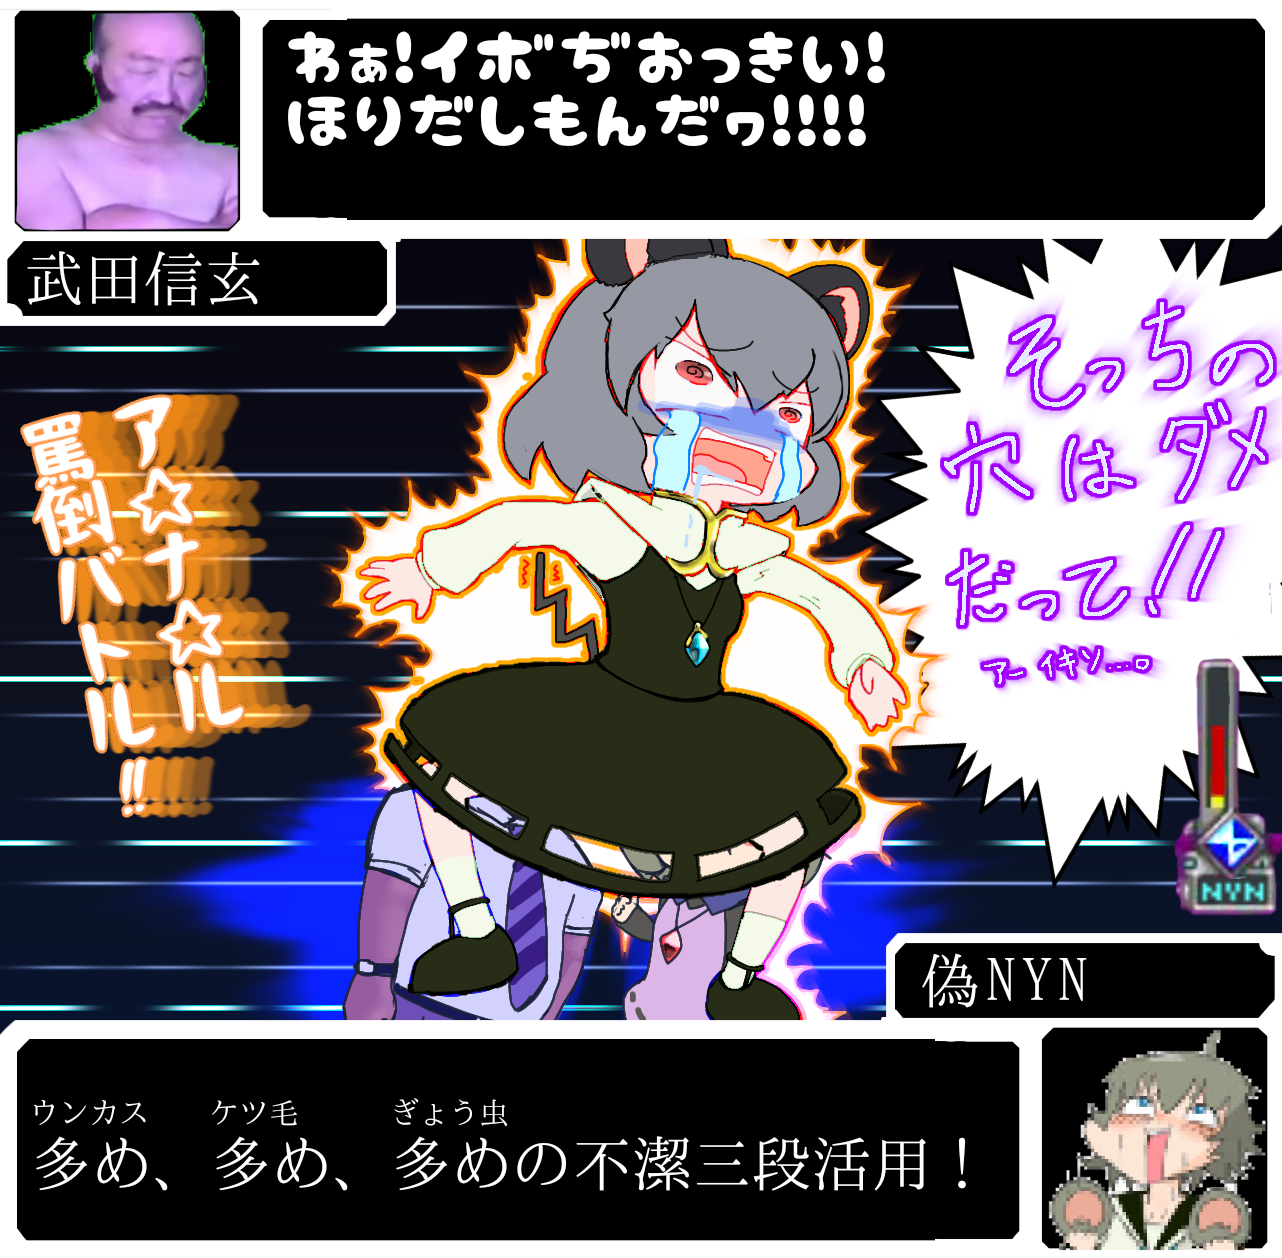 わぁ!イボぢおっきい!
ほりだしもんだヮ!!!!
武田信玄
そっちの
穴はダメ
だって!!
アー イキソ...。
ア☆ナ☆ル
罵倒バトル!!
NYN
偽NYN
ウンカス ケツ毛 ぎょう虫
多め、多め、多めの不潔三段活用!